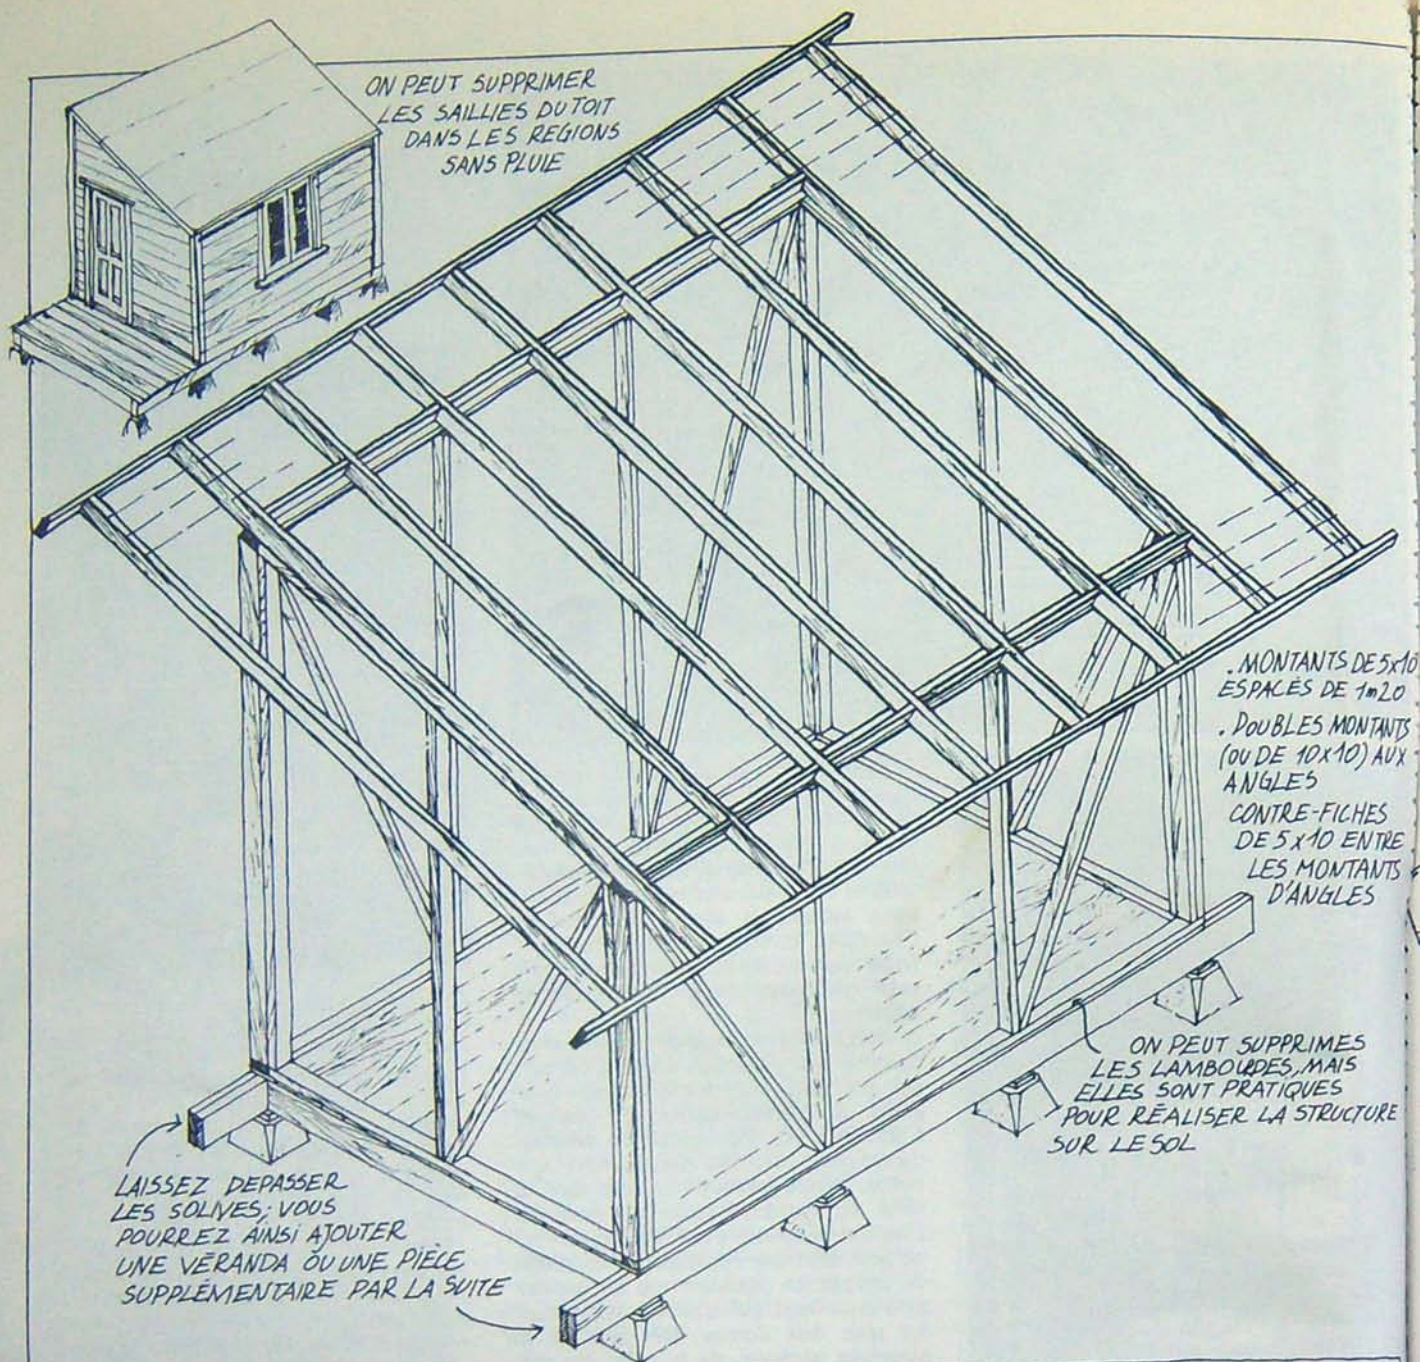 ON PEUT SUPPRIMER
LES SAILLIES DU TOIT
DANS LES REGIONS
SANS PLUIE
. MONTANTS DE 5x10
ESPACÉS DE 1m20
. DOUBLES MONTANTS
(OU DE 10x10) AUX
ANGLES
CONTRE-FICHES
DE 5x10 ENTRE
LES MONTANTS
D'ANGLES
ON PEUT SUPPRIMES
LES LAMBOURDES, MAIS
ELLES SONT PRATIQUES
POUR RÉALISER LA STRUCTURE
SUR LE SOL
LAISSEZ DEPASSER
LES SOLIVES; VOUS
POURREZ AINSI AJOUTER
UNE VÉRANDA OU UNE PIÈCE
SUPPLÉMENTAIRE PAR LA SUITE